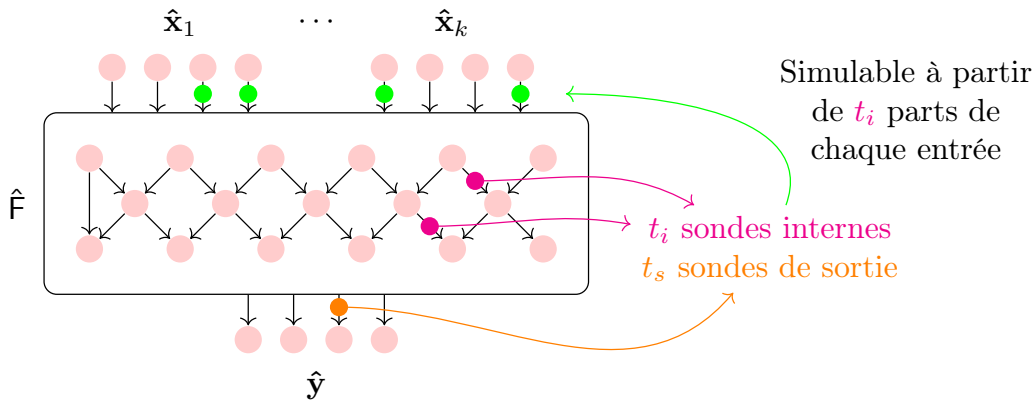 x̂₁ ⋯ x̂ₖ
Simulable à partir
de tᵢ parts de
chaque entrée
F̂
tᵢ sondes internes
tₛ sondes de sortie
ŷ